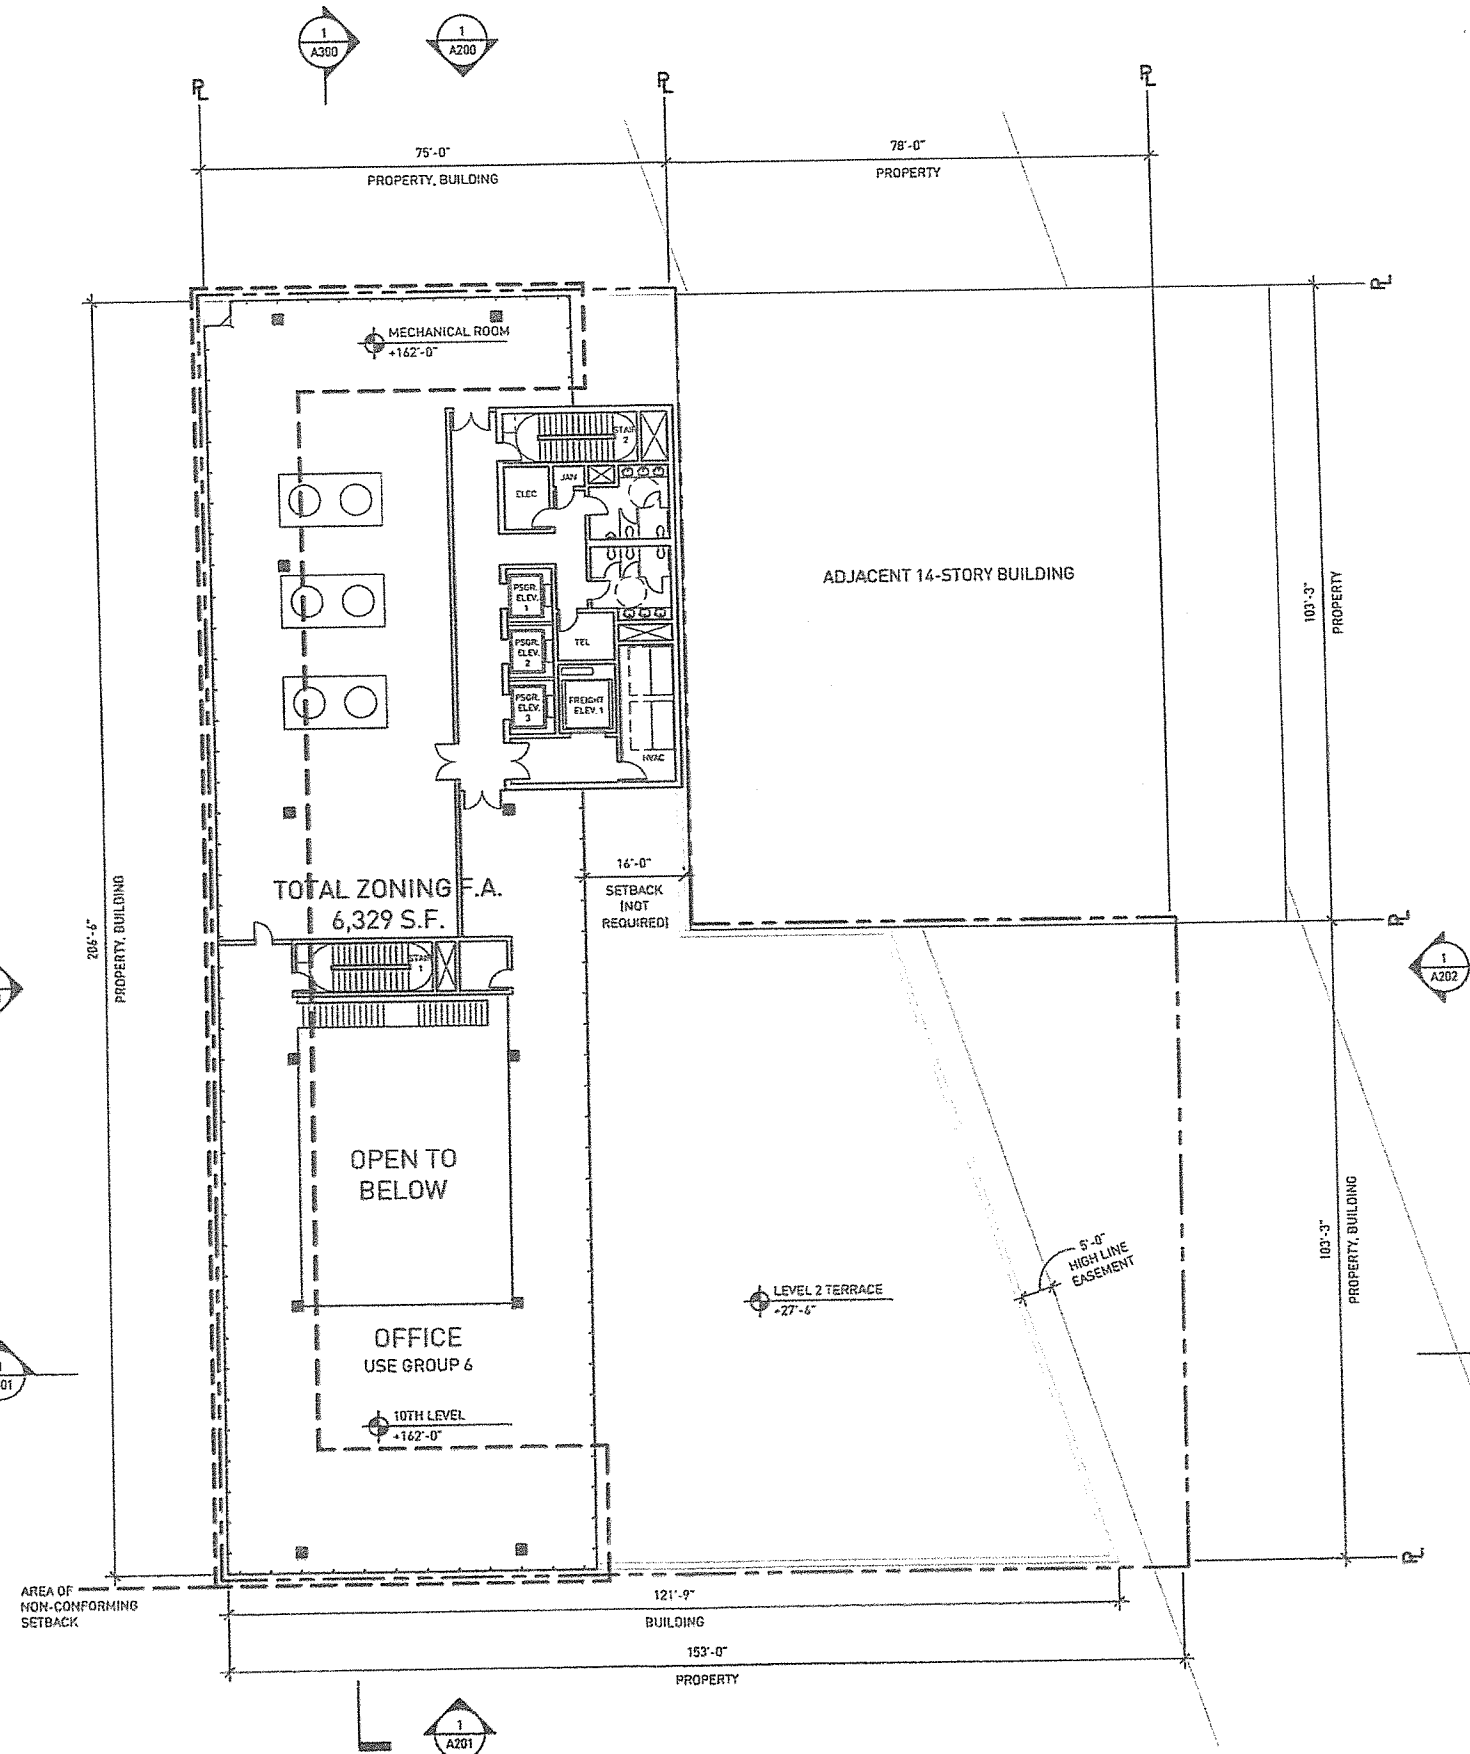 1
A300
1
A200
PL
PL
PL
75'-0"
PROPERTY, BUILDING
78'-0"
PROPERTY
PL
MECHANICAL ROOM
+162'-0"
STAIR
2
ELEC
JAN
PSGR.
ELEV.
1
PSGR.
ELEV.
2
PSGR.
ELEV.
3
TEL
FREIGHT
ELEV. 1
HVAC
ADJACENT 14-STORY BUILDING
103'-3"
PROPERTY
16'-0"
SETBACK
(NOT
REQUIRED)
TOTAL ZONING F.A.
6,329 S.F.
206'-6"
PROPERTY, BUILDING
PL
STAIR
1
1
A202
OPEN TO
BELOW
5'-0"
HIGH LINE
EASEMENT
103'-3"
PROPERTY, BUILDING
LEVEL 2 TERRACE
+27'-6"
OFFICE
USE GROUP 6
01
10TH LEVEL
+162'-0"
PL
AREA OF
NON-CONFORMING
SETBACK
121'-9"
BUILDING
153'-0"
PROPERTY
1
A201